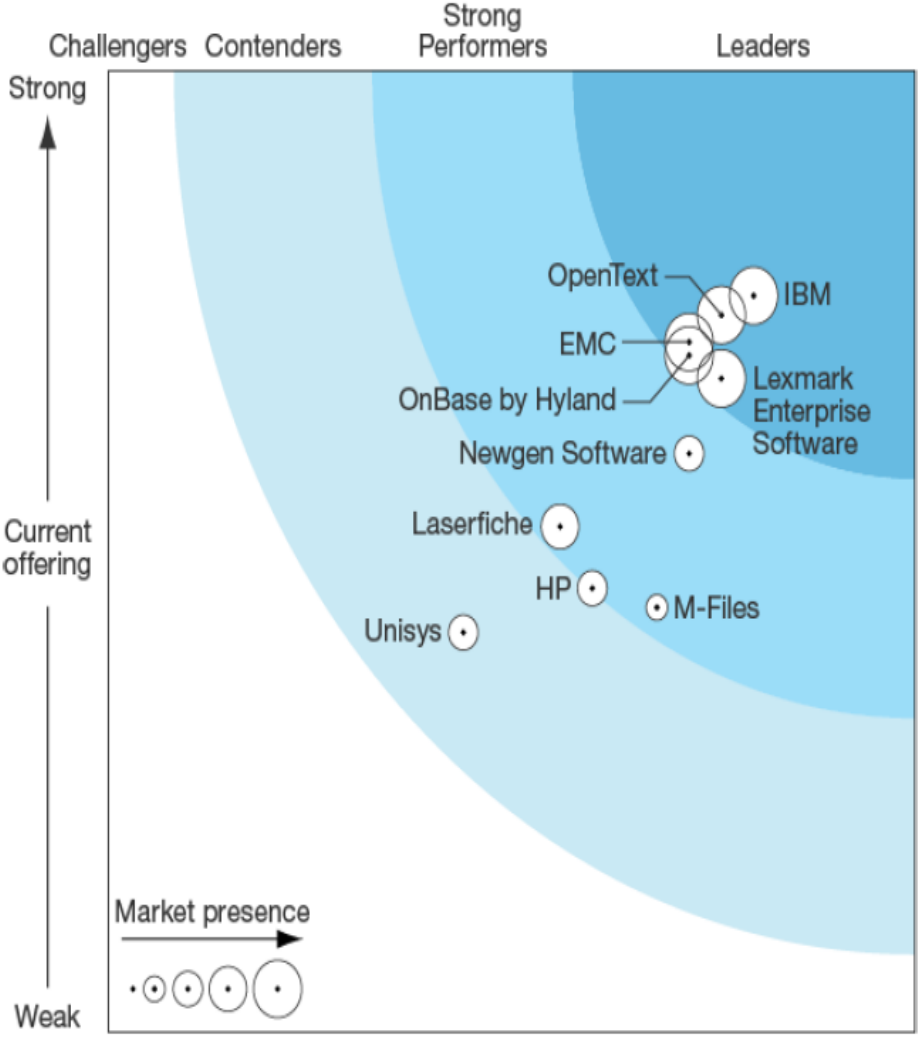 Strong
Challengers Contenders Performers Leaders
Strong
OpenText
IBM
EMC
Lexmark
OnBase by Hyland
Enterprise
Software
Newgen Software
Current
offering
Laserfiche
HP
M-Files
Unisys
Market presence
Weak